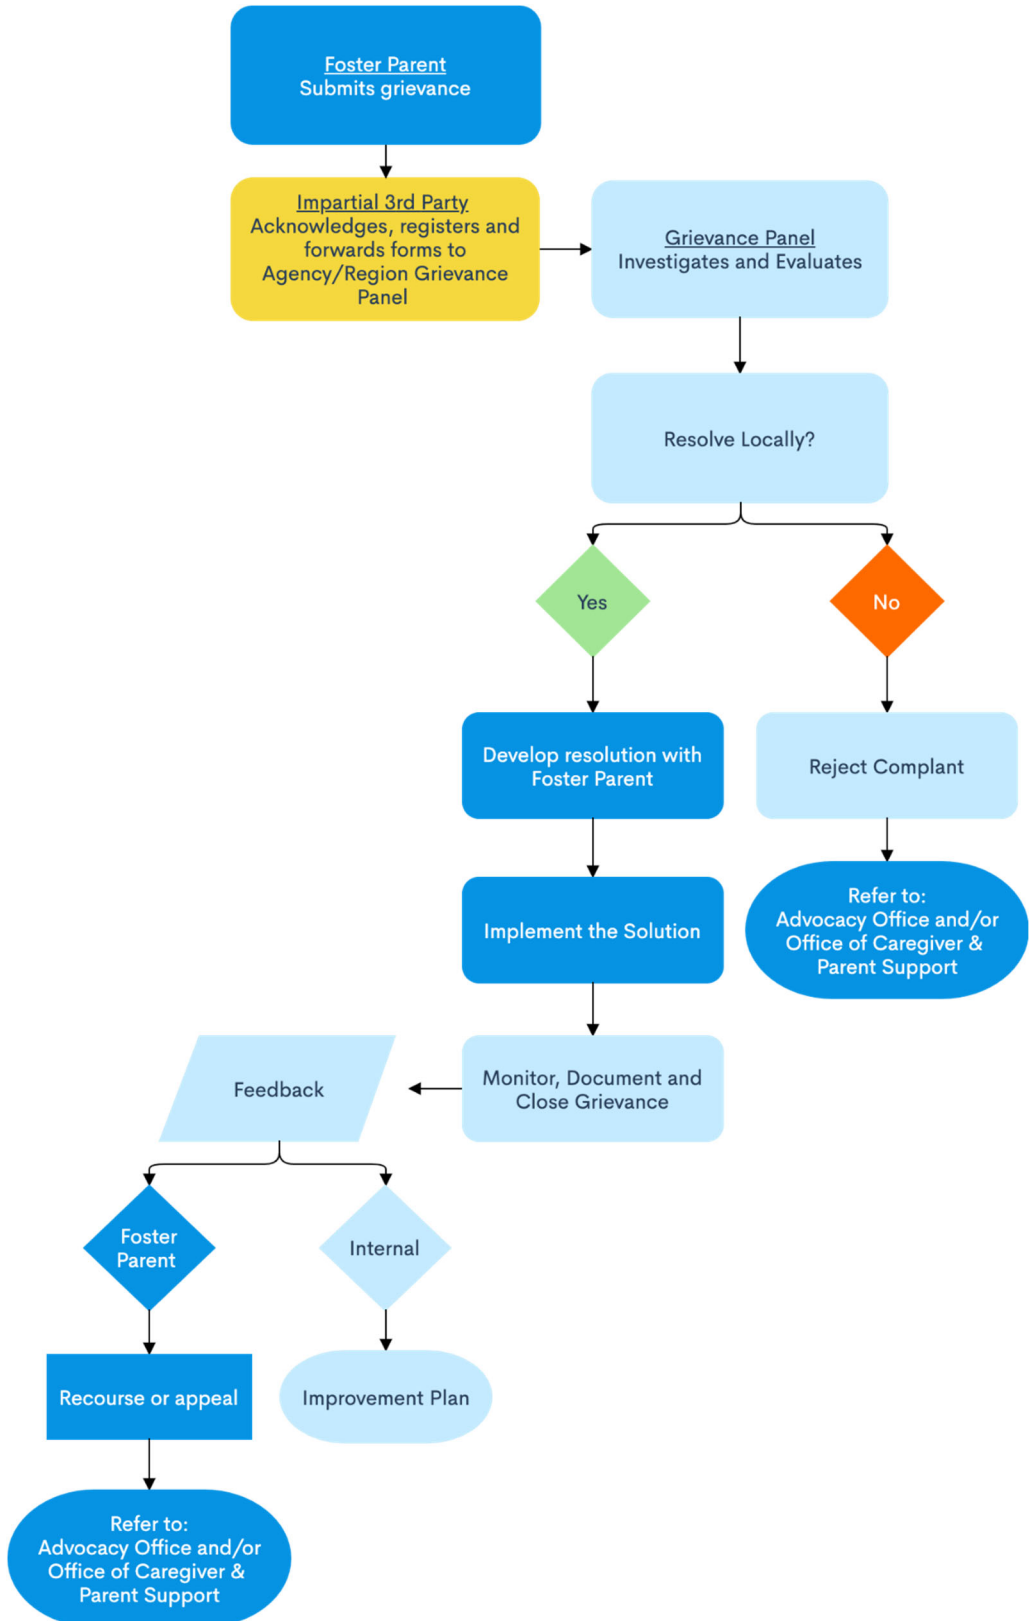 Foster Parent
Submits grievance
Impartial 3rd Party
Acknowledges, registers and
forwards forms to
Agency/Region Grievance
Panel
Grievance Panel
Investigates and Evaluates
Resolve Locally?
Yes
No
Develop resolution with
Foster Parent
Reject Complant
Implement the Solution
Refer to:
Advocacy Office and/or
Office of Caregiver &
Parent Support
Monitor, Document and
Close Grievance
Feedback
Foster
Parent
Internal
Recourse or appeal
Improvement Plan
Refer to:
Advocacy Office and/or
Office of Caregiver &
Parent Support